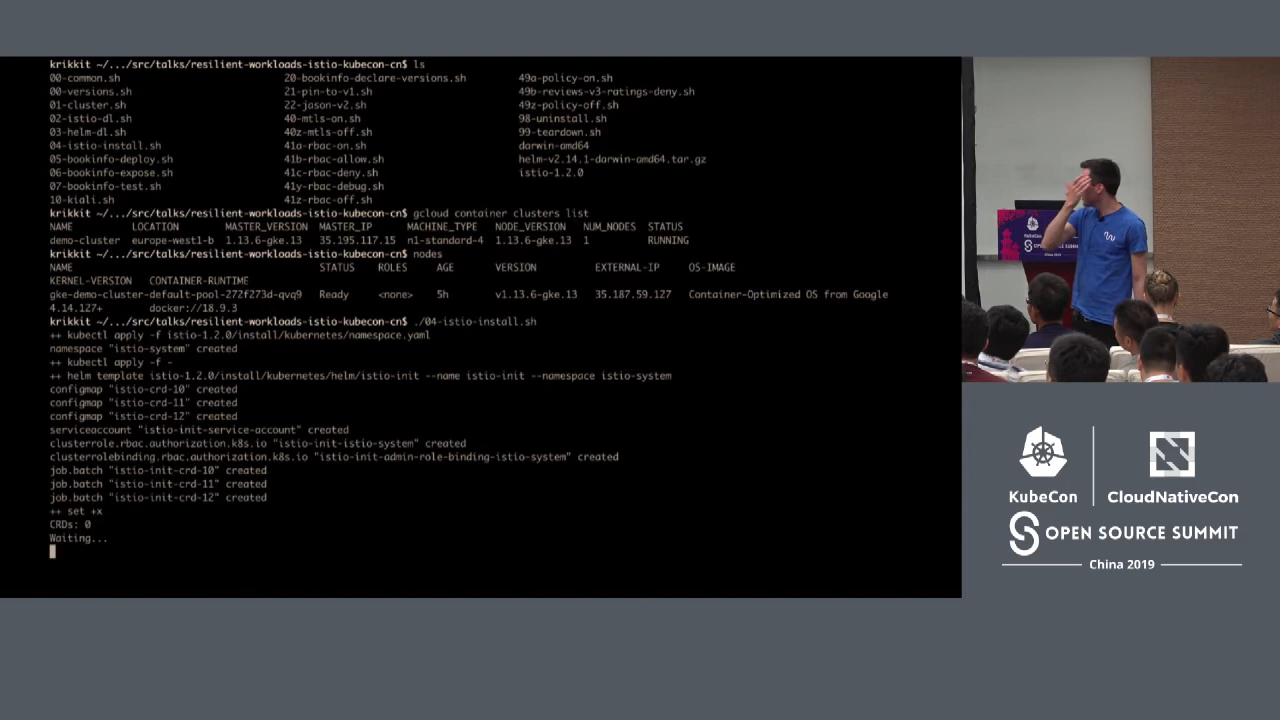 krikkit ~/.../src/talks/resilient-workloads-istio-kubecon-cn$ ls
00-common.sh 20-bookinfo-declare-versions.sh 49a-policy-on.sh
00-versions.sh 21-pin-to-v1.sh 49b-reviews-v3-ratings-deny.sh
01-cluster.sh 22-jason-v2.sh 49z-policy-off.sh
02-istio-dl.sh 40-mtls-on.sh 98-uninstall.sh
03-helm-dl.sh 40z-mtls-off.sh 99-teardown.sh
04-istio-install.sh 41a-rbac-on.sh darwin-amd64
05-bookinfo-deploy.sh 41b-rbac-allow.sh helm-v2.14.1-darwin-amd64.tar.gz
06-bookinfo-expose.sh 41c-rbac-deny.sh istio-1.2.0
07-bookinfo-test.sh 41y-rbac-debug.sh
10-kiali.sh 41z-rbac-off.sh
krikkit ~/.../src/talks/resilient-workloads-istio-kubecon-cn$ gcloud container clusters list
NAME LOCATION MASTER_VERSION MASTER_IP MACHINE_TYPE NODE_VERSION NUM_NODES STATUS
demo-cluster europe-west1-b 1.13.6-gke.13 35.195.117.15 n1-standard-4 1.13.6-gke.13 1 RUNNING
krikkit ~/.../src/talks/resilient-workloads-istio-kubecon-cn$ nodes
NAME STATUS ROLES AGE VERSION EXTERNAL-IP OS-IMAGE
KERNEL-VERSION CONTAINER-RUNTIME
gke-demo-cluster-default-pool-272f273d-qvq9 Ready <none> 5h v1.13.6-gke.13 35.187.59.127 Container-Optimized OS from Google
4.14.127+ docker://18.9.3
krikkit ~/.../src/talks/resilient-workloads-istio-kubecon-cn$ ./04-istio-install.sh
++ kubectl apply -f istio-1.2.0/install/kubernetes/namespace.yaml
namespace "istio-system" created
++ kubectl apply -f -
++ helm template istio-1.2.0/install/kubernetes/helm/istio-init --name istio-init --namespace istio-system
configmap "istio-crd-10" created
configmap "istio-crd-11" created
configmap "istio-crd-12" created
serviceaccount "istio-init-service-account" created
clusterrole.rbac.authorization.k8s.io "istio-init-istio-system" created
clusterrolebinding.rbac.authorization.k8s.io "istio-init-admin-role-binding-istio-system" created
job.batch "istio-init-crd-10" created
job.batch "istio-init-crd-11" created
job.batch "istio-init-crd-12" created
++ set +x
CRDs: 0
Waiting...
KubeCon CloudNativeCon
OPEN SOURCE SUMMIT
China 2019